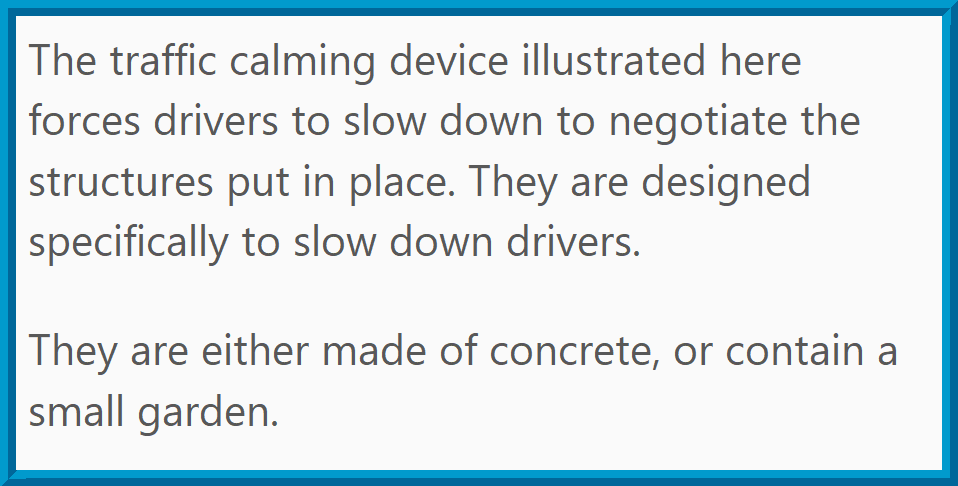 The traffic calming device illustrated here
forces drivers to slow down to negotiate the
structures put in place. They are designed
specifically to slow down drivers.
They are either made of concrete, or contain a
small garden.